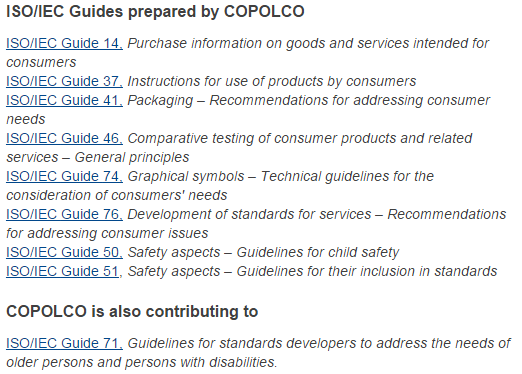 ISO/IEC Guides prepared by COPOLCO
ISO/IEC Guide 14, Purchase information on goods and services intended for
consumers
ISO/IEC Guide 37, Instructions for use of products by consumers
ISO/IEC Guide 41, Packaging – Recommendations for addressing consumer
needs
ISO/IEC Guide 46, Comparative testing of consumer products and related
services – General principles
ISO/IEC Guide 74, Graphical symbols – Technical guidelines for the
consideration of consumers' needs
ISO/IEC Guide 76, Development of standards for services – Recommendations
for addressing consumer issues
ISO/IEC Guide 50, Safety aspects – Guidelines for child safety
ISO/IEC Guide 51, Safety aspects – Guidelines for their inclusion in standards
COPOLCO is also contributing to
ISO/IEC Guide 71, Guidelines for standards developers to address the needs of
older persons and persons with disabilities.